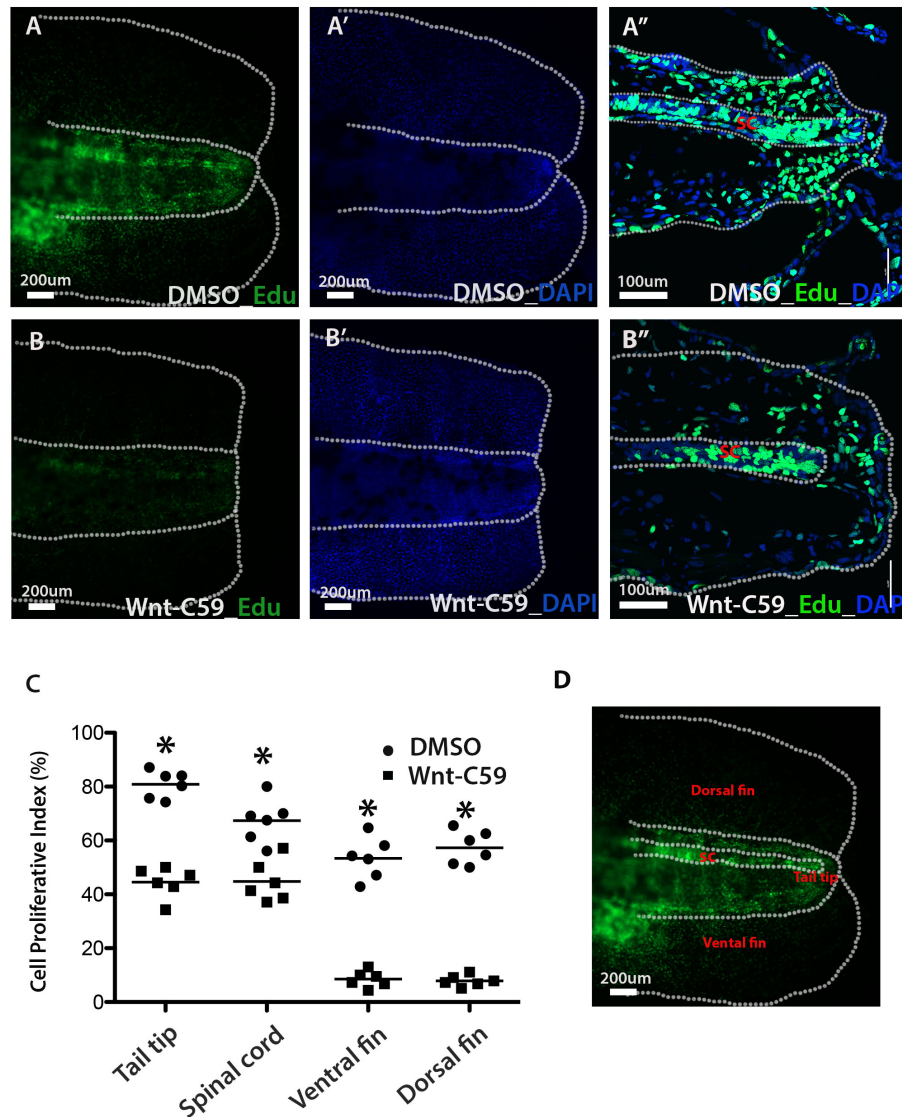 A
200um
DMSO_Edu
A'
200um
DMSO_DAPI
A"
SC
100um
DMSO_Edu_DAP
B
200um
Wnt-C59_Edu
B'
200um
Wnt-C59_DAPI
B"
SC
100um
Wnt-C59_Edu_DAP
C
Cell Proliferative Index (%)
100
80
60
40
20
0
*
*
*
*
DMSO
Wnt-C59
Tail tip
Spinal cord
Ventral fin
Dorsal fin
D
Dorsal fin
SC
Tail tip
Vental fin
200um